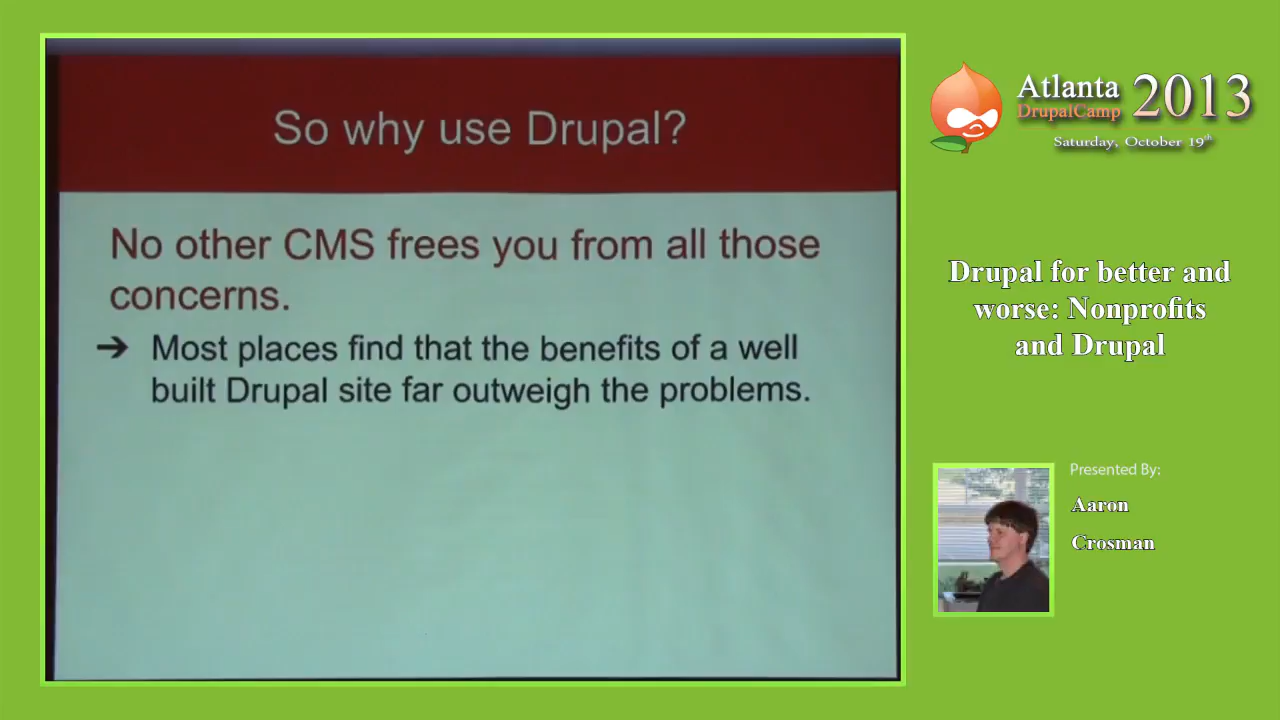 So why use Drupal?
No other CMS frees you from all those
concerns.
➔ Most places find that the benefits of a well
built Drupal site far outweigh the problems.
Atlanta
DrupalCamp
2013
Saturday, October 19th
Drupal for better and
worse: Nonprofits
and Drupal
Presented By:
Aaron
Crosman